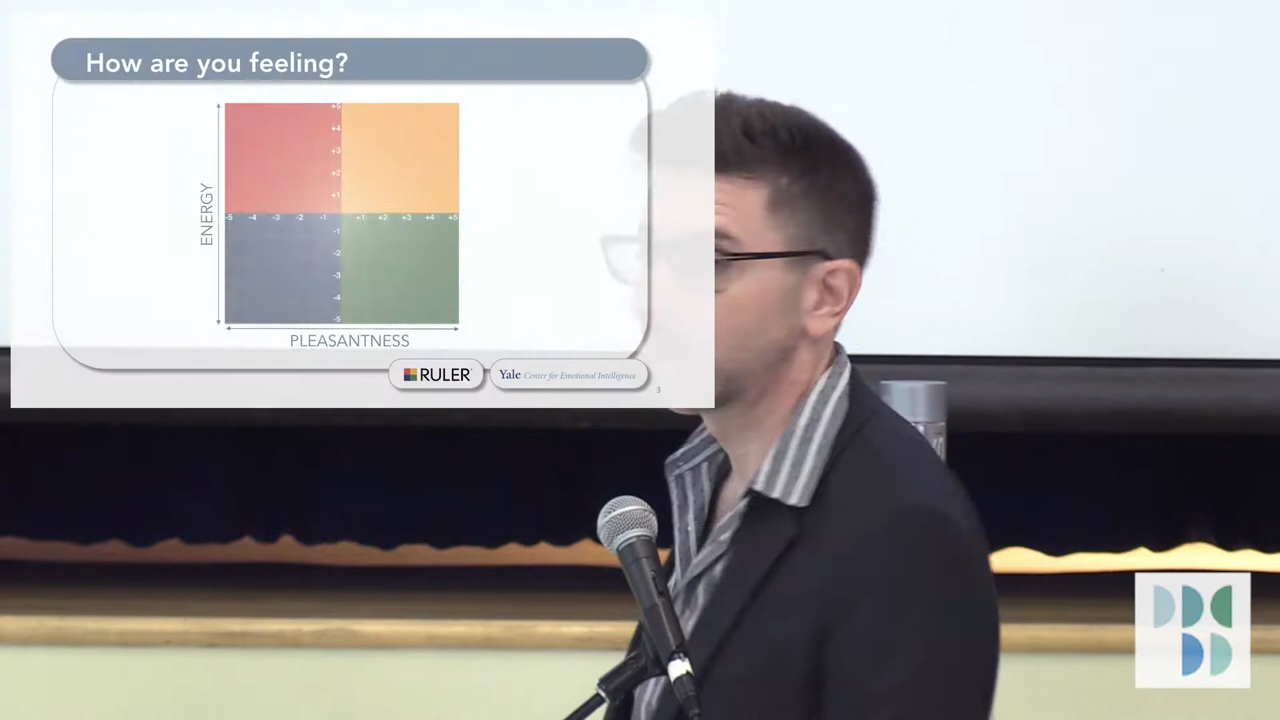 How are you feeling?
ENERGY
+5
+4
+3
+2
+1
-5 -4 -3 -2 -1 +1 +2 +3 +4 +5
-1
-2
-3
-4
-5
PLEASANTNESS
RULER
Yale Center for Emotional Intelligence
3